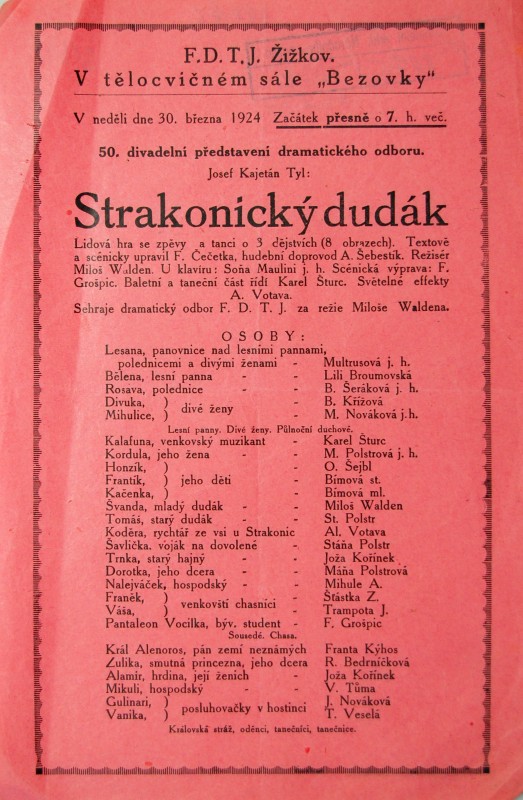 F. D. T. J. Žižkov.
V tělocvičném sále „Bezovky“
V neděli dne 30. března 1924 Začátek přesně o 7. h. več.
50. divadelní představení dramatického odboru.
Josef Kajetán Tyl:
Strakonický dudák
Lidová hra se zpěvy a tanci o 3 dějstvích (8 obrazech). Textově
a scénicky upravil F. Čečetka, hudební doprovod A. Šebestík. Režisér
Miloš Walden. U klavíru: Soňa Maulini j. h. Scénická výprava: F.
Grošpic. Baletní a taneční část řídí Karel Šturc. Světelné effekty
A. Votava.
Sehraje dramatický odbor F. D. T. J. za režie Miloše Waldena.
OSOBY:
Lesana, panovnice nad lesními pannami,
polednicemi a divými ženami - Multrusová j. h.
Bělena, lesní panna - - Lili Broumovská
Rosava, polednice - - B. Šeráková j. h.
Divuka, ) divé ženy - B. Křížová
Mihulice, ) - M. Nováková j. h.
Lesní panny. Divé ženy. Půlnoční duchové.
Kalafuna, venkovský muzikant - Karel Šturc
Kordula, jeho žena - - M. Polstrová j. h.
Honzík, ) O. Šejbl
Frantík, ) jeho děti - Bímová st.
Kačenka, ) Bímová ml.
Švanda, mladý dudák - - Miloš Walden
Tomáš, starý dudák - - St. Polstr
Koděra, rychtář ze vsi u Strakonic Al. Votava
Šavlička. voják na dovolené - Stáňa Polstr
Trnka, starý hajný - - Joža Kořínek
Dorotka, jeho dcera - - Máňa Polstrová
Nalejváček, hospodský - - Mihule A.
Franěk, ) venkovští chasníci - Šťástka Z.
Váša, ) Trampota J.
Pantaleon Vocilka, býv. student - F. Grošpic
Sousedé. Chasa.
Král Alenoros, pán zemí neznámých Franta Kýhos
Zulika, smutná princezna, jeho dcera R. Bedrníčková
Alamír, hrdina, její ženich - Joža Kořínek
Mikuli, hospodský - - V. Tůma
Gulinari, ) posluhovačky v hostinci J. Nováková
Vanika, ) T. Veselá
Královská stráž, oděnci, tanečníci, tanečnice.